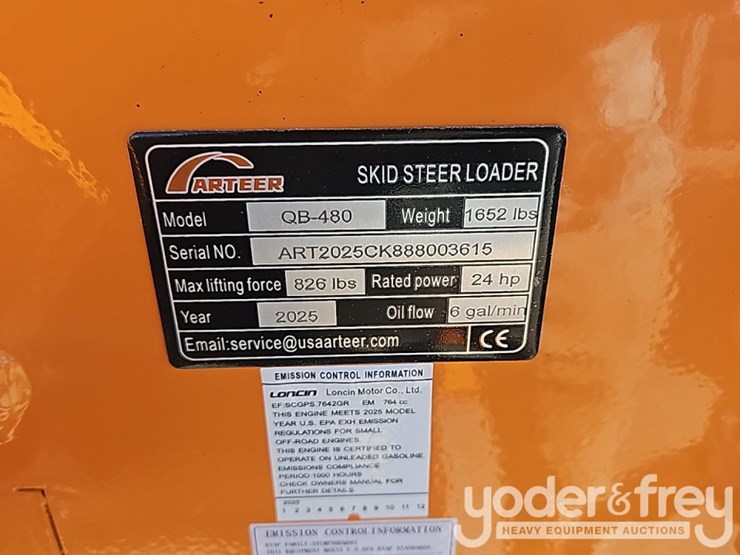 ARTEER SKID STEER LOADER
Model QB-480 Weight 1652 lbs
Serial NO. ART2025CK888003615
Max lifting force 826 lbs Rated power 24 hp
Year 2025 Oil flow 6 gal/min
Email:service@usaarteer.com CE
EMISSION CONTROL INFORMATION
LONCIN Loncin Motor Co., Ltd.
EF:SCGPS.7642GR EM 764 cc
THIS ENGINE MEETS 2025 MODEL
YEAR U.S. EPA EXH EMISSION
REGULATIONS FOR SMALL
OFF-ROAD ENGINES.
THIS ENGINE IS CERTIFIED TO
OPERATE ON UNLEADED GASOLINE.
EMISSIONS COMPLIANCE
PERIOD:1000 HOURS
CHECK OWNERS MANUAL FOR
FURTHER DETAILS.
2025
1 2 3 4 5 6 7 8 9 10 11 12
EMISSION CONTROL INFORMATION
yoder&frey
HEAVY EQUIPMENT AUCTIONS